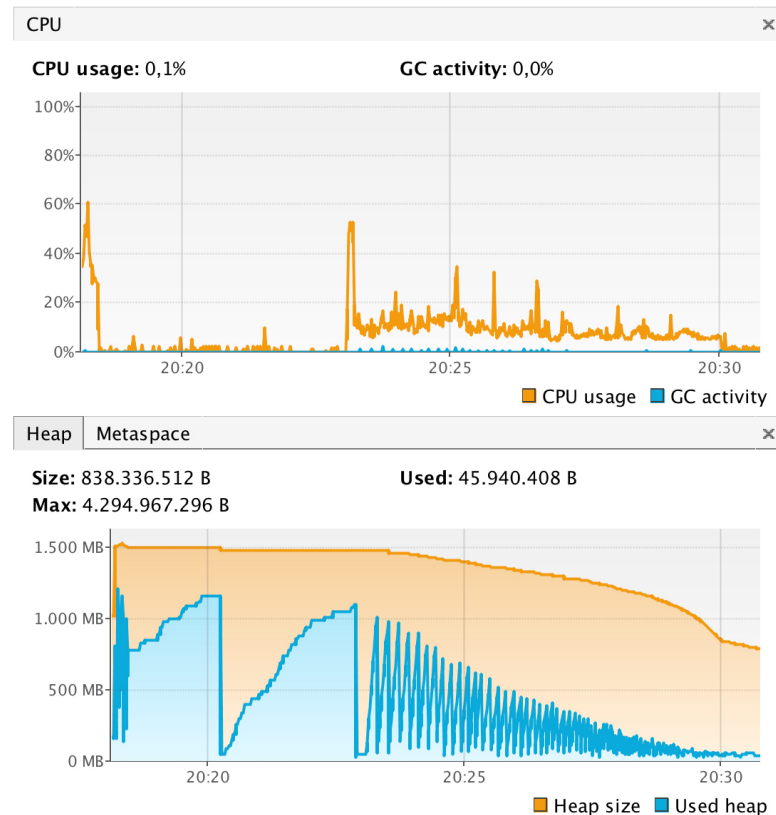 CPU ×
CPU usage: 0,1% GC activity: 0,0%
100%
80%
60%
40%
20%
0%
20:20 20:25 20:30
CPU usage GC activity
Heap Metaspace ×
Size: 838.336.512 B Used: 45.940.408 B
Max: 4.294.967.296 B
1.500 MB
1.000 MB
500 MB
0 MB
20:20 20:25 20:30
Heap size Used heap